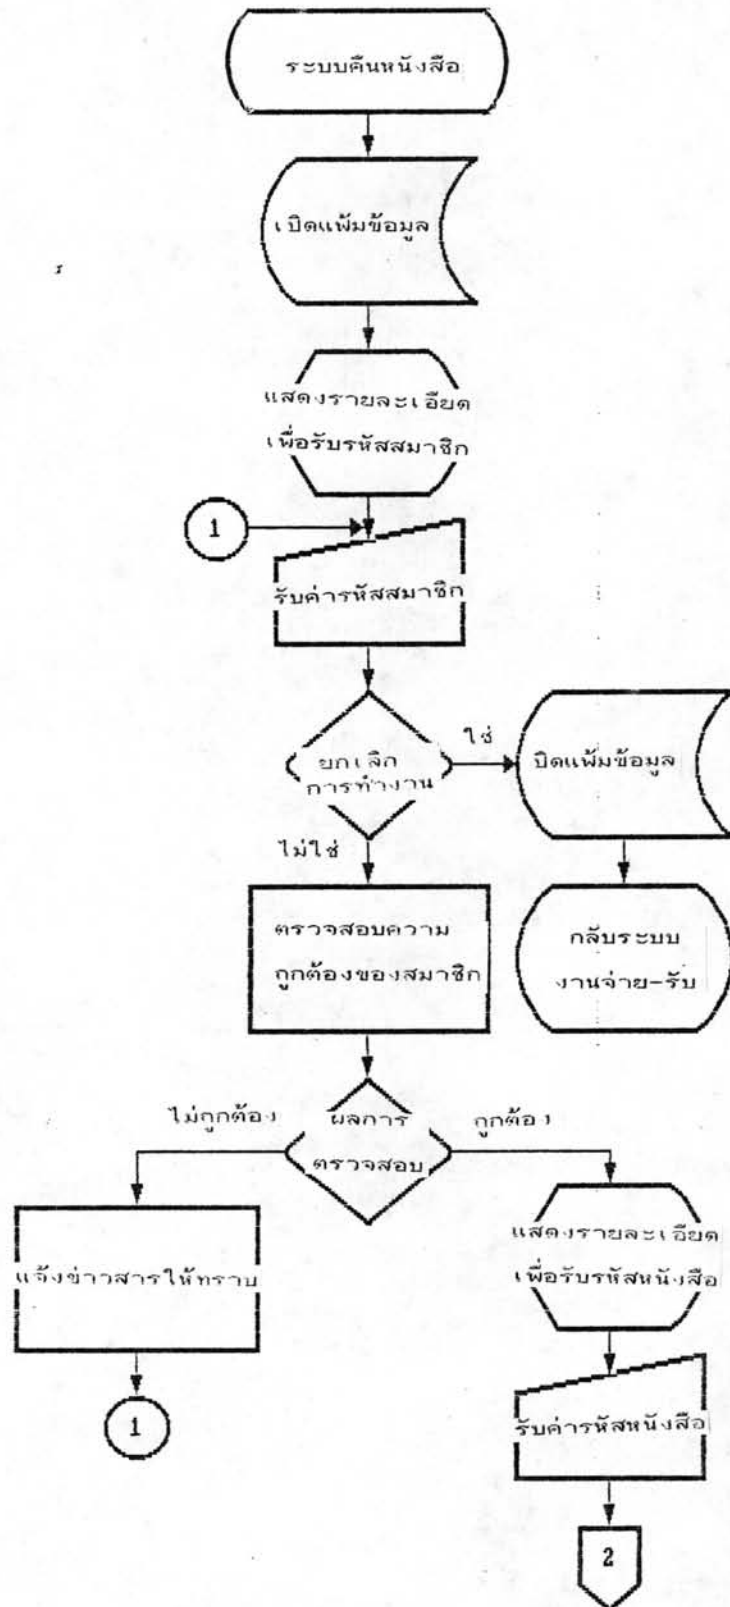 ระบบคืนหนังสือ
เปิดแฟ้มข้อมูล
แสดงรายละเอียด
เพื่อรับรหัสสมาชิก
1
รับค่ารหัสสมาชิก
ยกเลิก
การทำงาน
ใช่
ปิดแฟ้มข้อมูล
ไม่ใช่
ตรวจสอบความ
ถูกต้องของสมาชิก
กลับระบบ
งานจ่าย-รับ
ไม่ถูกต้อง
ผลการ
ตรวจสอบ
ถูกต้อง
แสดงรายละเอียด
เพื่อรับรหัสหนังสือ
แจ้งข่าวสารให้ทราบ
1
รับค่ารหัสหนังสือ
2